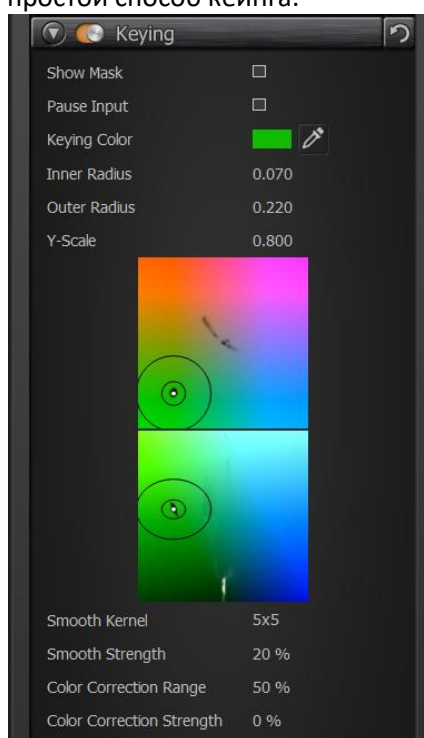 простой способ кеинга.
Keying
Show Mask
Pause Input
Keying Color
Inner Radius 0.070
Outer Radius 0.220
Y-Scale 0.800
Smooth Kernel 5x5
Smooth Strength 20 %
Color Correction Range 50 %
Color Correction Strength 0 %